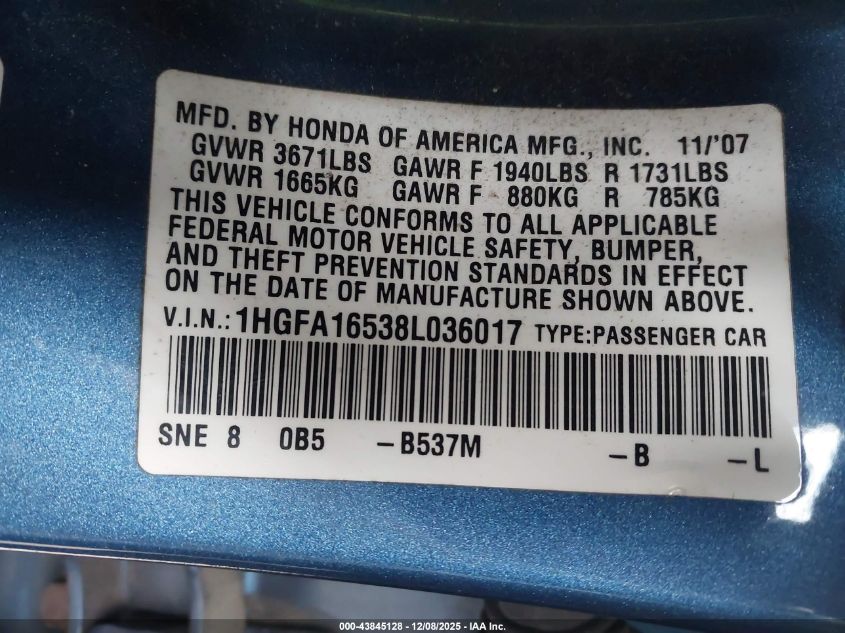 MFD. BY HONDA OF AMERICA MFG., INC. 11/'07
GVWR 3671LBS GAWR F 1940LBS R 1731LBS
GVWR 1665KG GAWR F 880KG R 785KG
THIS VEHICLE CONFORMS TO ALL APPLICABLE
FEDERAL MOTOR VEHICLE SAFETY, BUMPER,
AND THEFT PREVENTION STANDARDS IN EFFECT
ON THE DATE OF MANUFACTURE SHOWN ABOVE.
V.I.N.: 1HGFA16538L036017 TYPE:PASSENGER CAR
SNE 8 0B5 -B537M -B -L
000-43845128 - 12/08/2025 - IAA Inc.